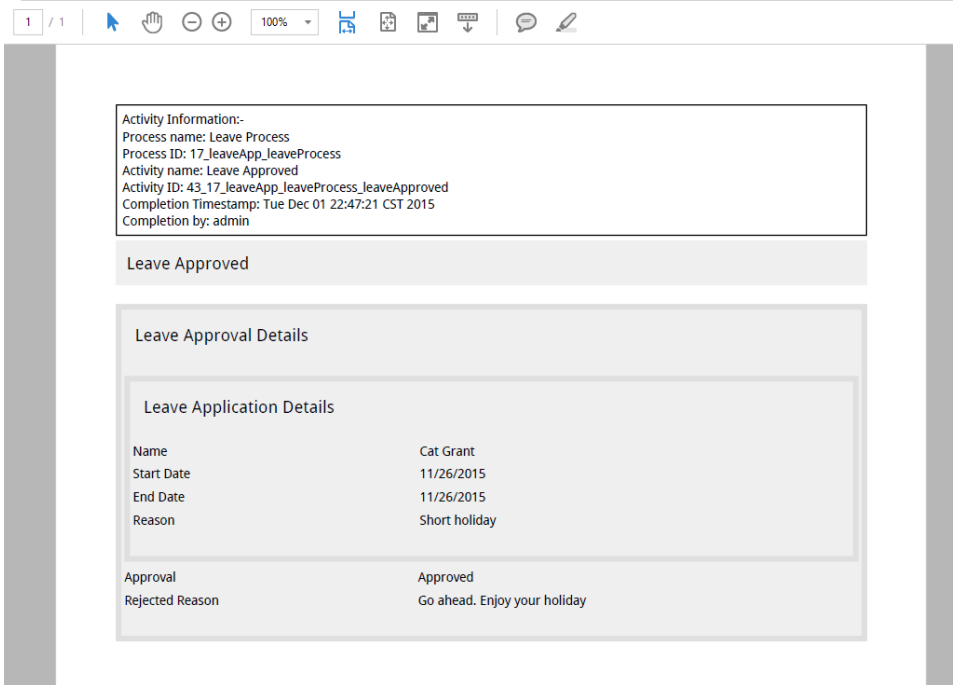 1 / 1 100%
Activity Information:-
Process name: Leave Process
Process ID: 17_leaveApp_leaveProcess
Activity name: Leave Approved
Activity ID: 43_17_leaveApp_leaveProcess_leaveApproved
Completion Timestamp: Tue Dec 01 22:47:21 CST 2015
Completion by: admin
Leave Approved
Leave Approval Details
Leave Application Details
Name Cat Grant
Start Date 11/26/2015
End Date 11/26/2015
Reason Short holiday
Approval Approved
Rejected Reason Go ahead. Enjoy your holiday